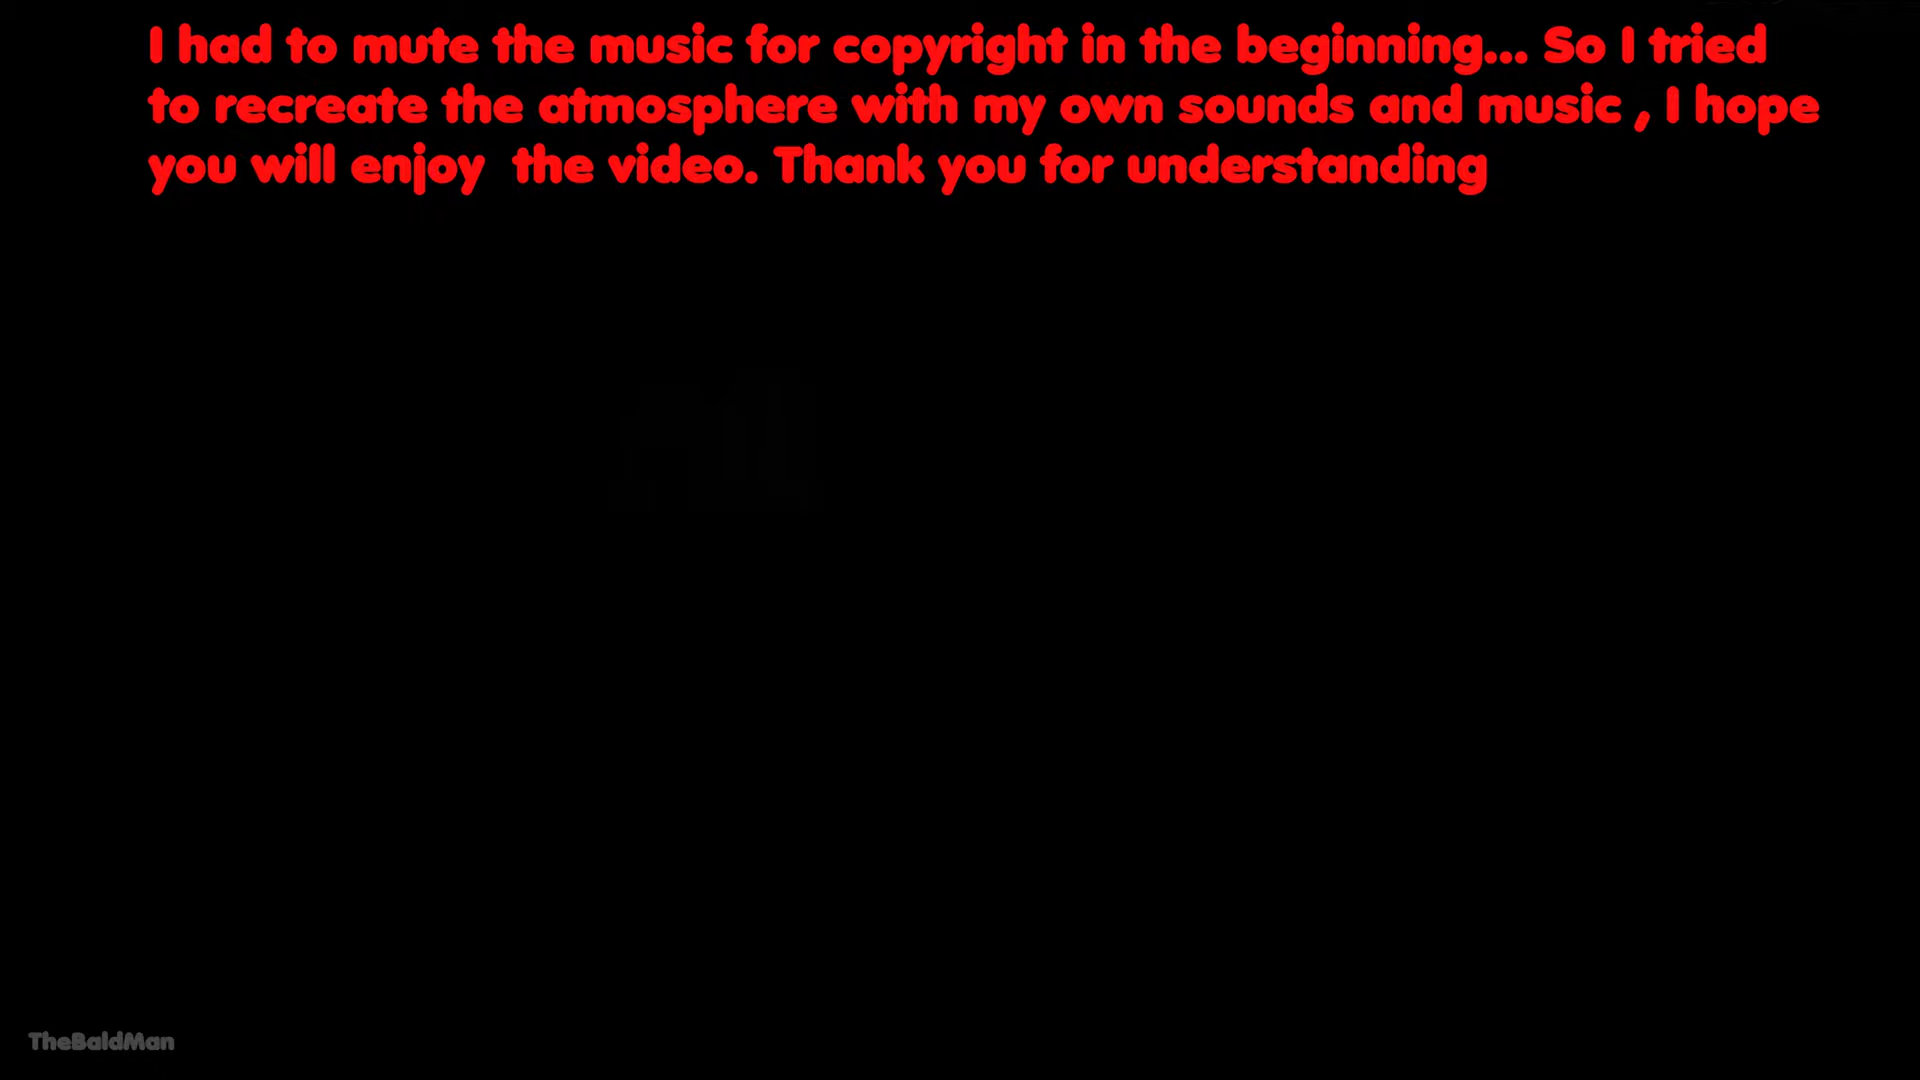 I had to mute the music for copyright in the beginning... So I tried
to recreate the atmosphere with my own sounds and music , I hope
you will enjoy  the video. Thank you for understanding
TheBaldMan